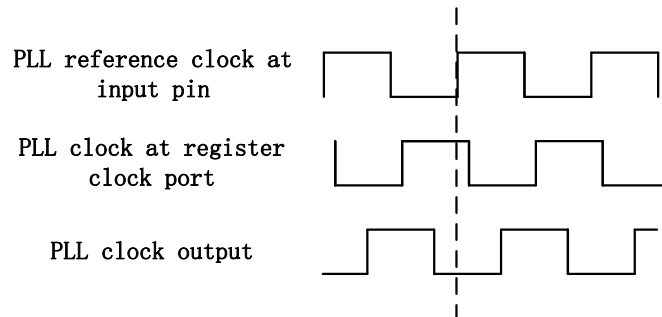 PLL reference clock at
input pin
PLL clock at register
clock port
PLL clock output